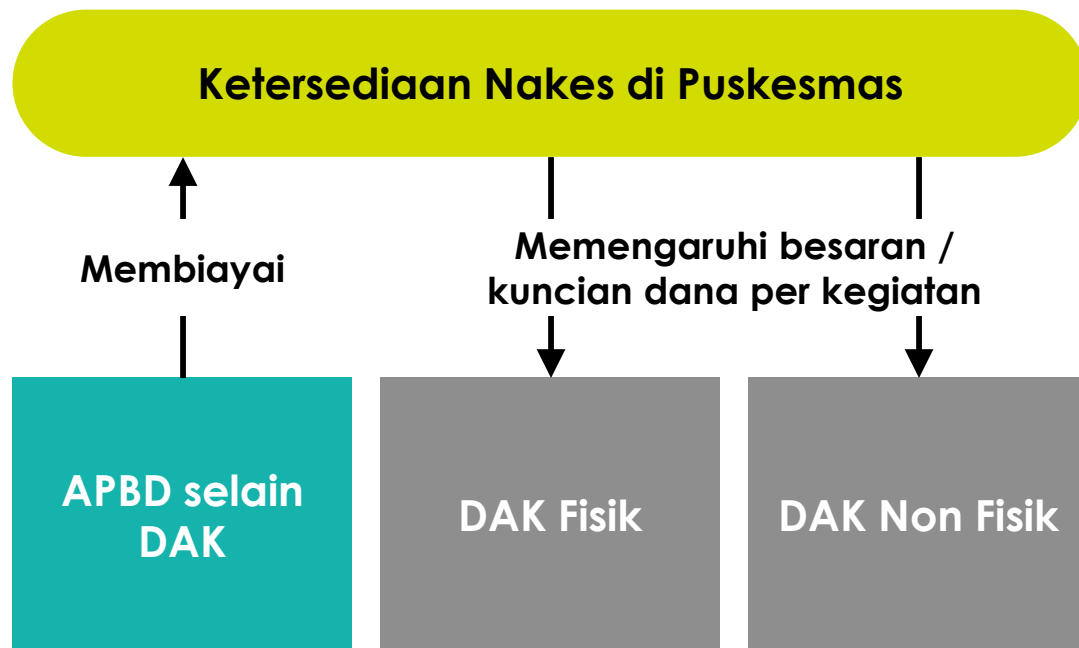 Ketersediaan Nakes di Puskesmas
Membiayai
Memengaruhi besaran /
kuncian dana per kegiatan
APBD selain
DAK
DAK Fisik
DAK Non Fisik